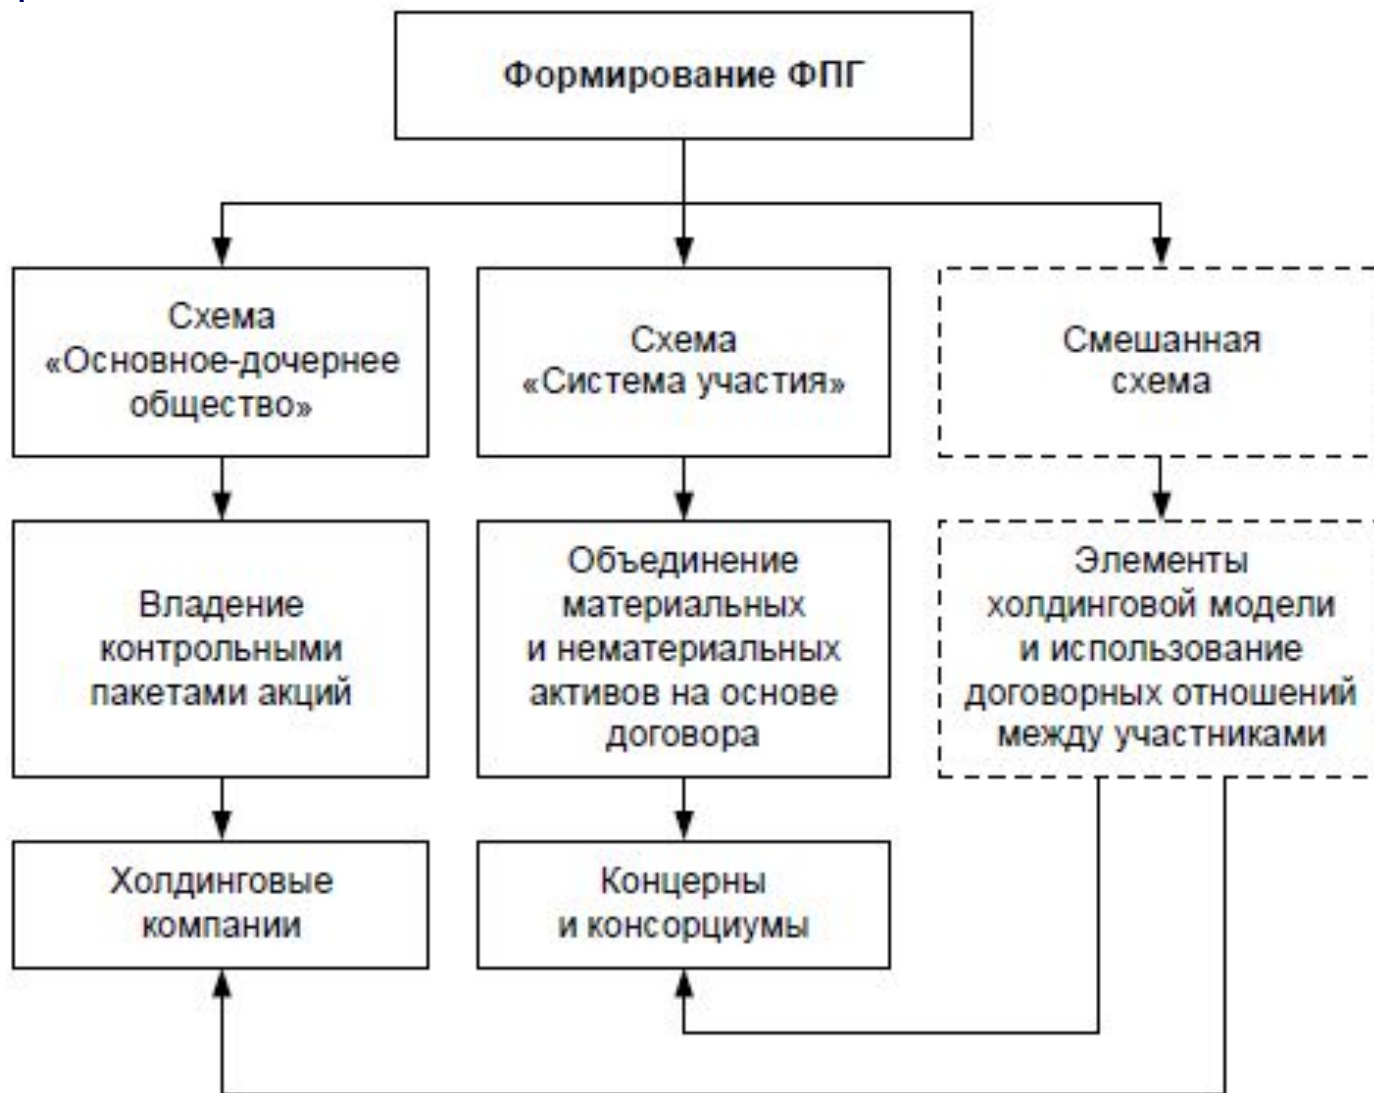 Формирование ФПГ
Схема
«Основное-дочернее
общество»
Схема
«Система участия»
Смешанная
схема
Владение
контрольными
пакетами акций
Объединение
материальных
и нематериальных
активов на основе
договора
Элементы
холдинговой модели
и использование
договорных отношений
между участниками
Холдинговые
компании
Концерны
и консорциумы